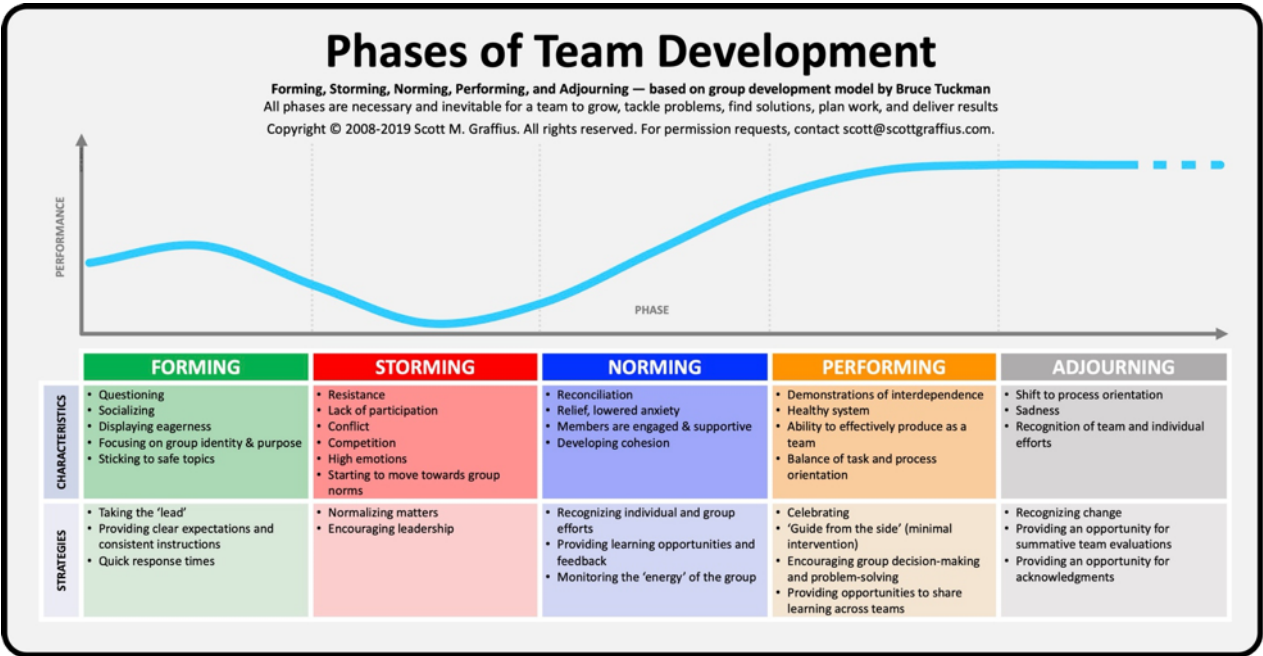 Phases of Team Development
Forming, Storming, Norming, Performing, and Adjourning — based on group development model by Bruce Tuckman
All phases are necessary and inevitable for a team to grow, tackle problems, find solutions, plan work, and deliver results
Copyright © 2008-2019 Scott M. Graffius. All rights reserved. For permission requests, contact scott@scottgraffius.com.
PERFORMANCE
PHASE
FORMING
STORMING
NORMING
PERFORMING
ADJOURNING
CHARACTERISTICS
• Questioning
• Socializing
• Displaying eagerness
• Focusing on group identity & purpose
• Sticking to safe topics
• Resistance
• Lack of participation
• Conflict
• Competition
• High emotions
• Starting to move towards group
norms
• Reconciliation
• Relief, lowered anxiety
• Members are engaged & supportive
• Developing cohesion
• Demonstrations of interdependence
• Healthy system
• Ability to effectively produce as a
team
• Balance of task and process
orientation
• Shift to process orientation
• Sadness
• Recognition of team and individual
efforts
STRATEGIES
• Taking the ‘lead’
• Providing clear expectations and
consistent instructions
• Quick response times
• Normalizing matters
• Encouraging leadership
• Recognizing individual and group
efforts
• Providing learning opportunities and
feedback
• Monitoring the ‘energy’ of the group
• Celebrating
• ‘Guide from the side’ (minimal
intervention)
• Encouraging group decision-making
and problem-solving
• Providing opportunities to share
learning across teams
• Recognizing change
• Providing an opportunity for
summative team evaluations
• Providing an opportunity for
acknowledgments